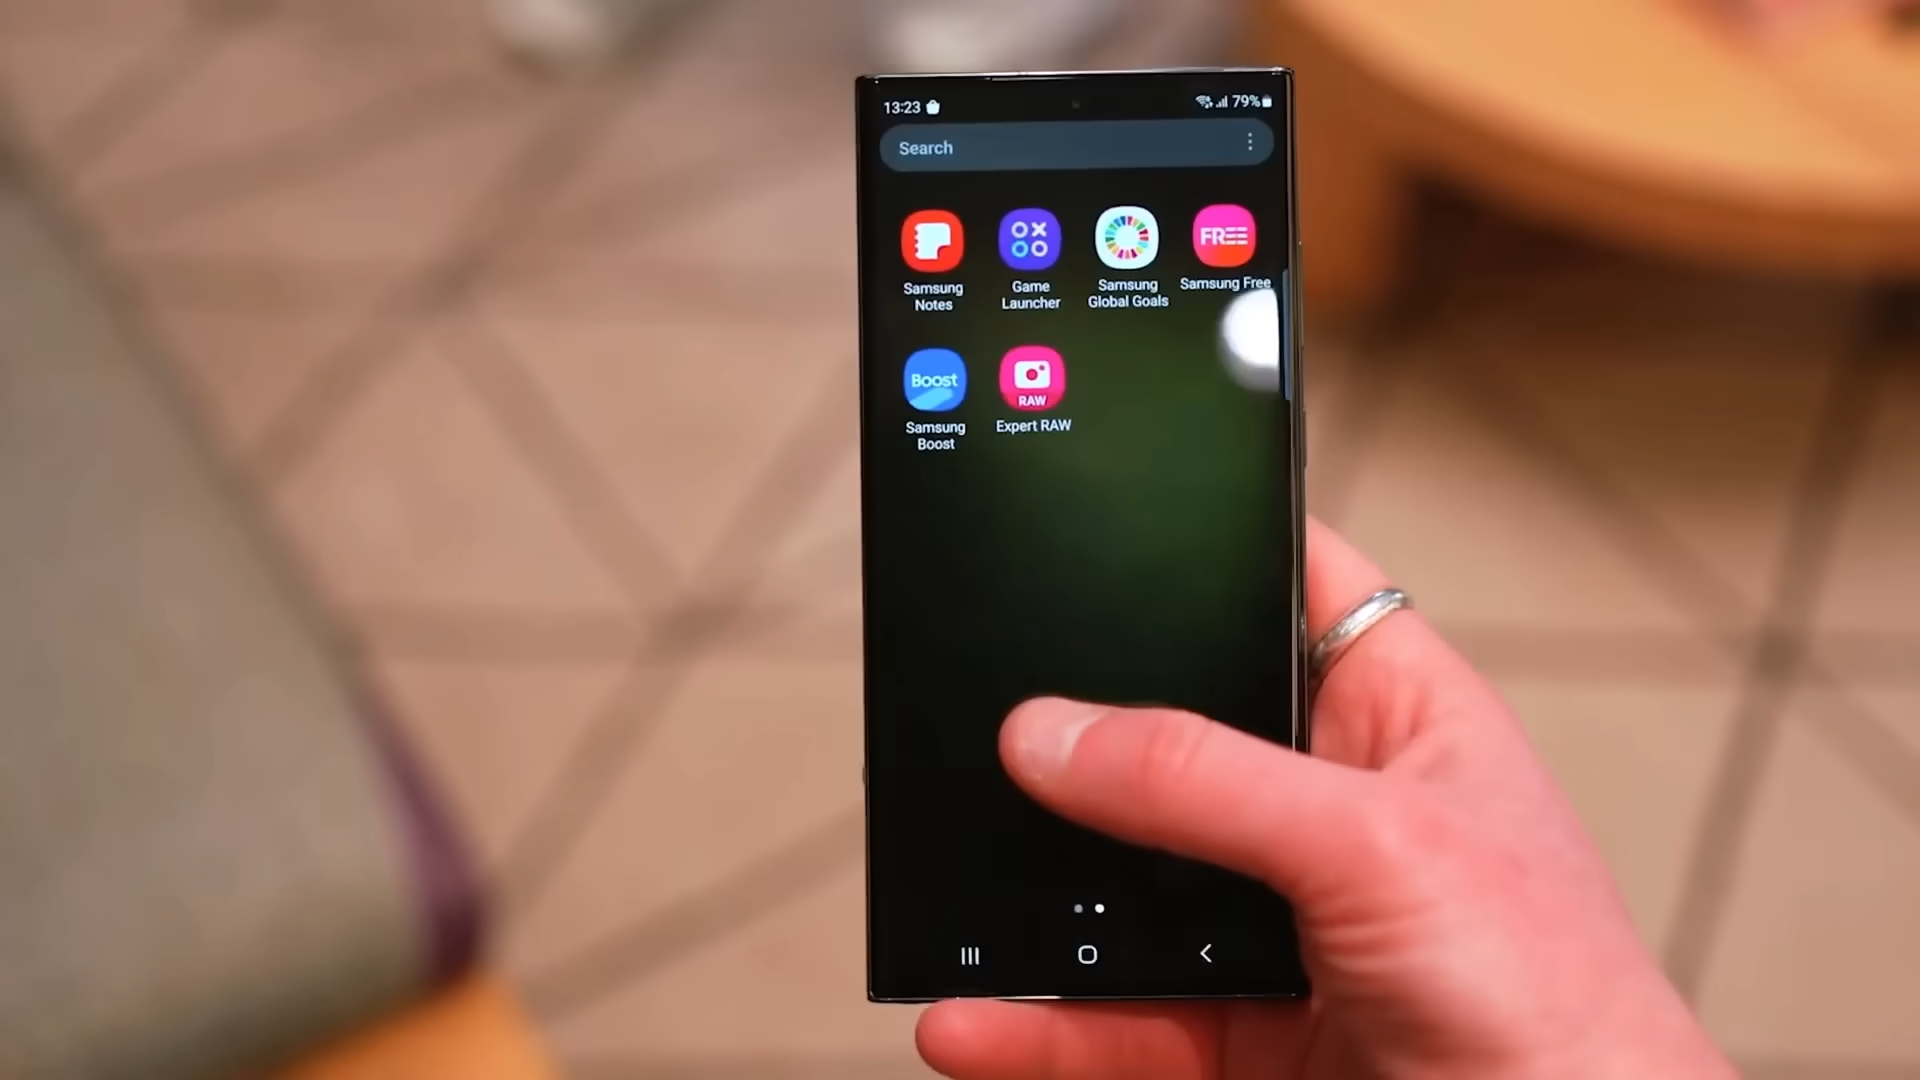 13:23
79%
Search
FREE
Samsung
Notes
Game
Launcher
Samsung
Global Goals
Samsung Free
Boost
RAW
Samsung
Boost
Expert RAW